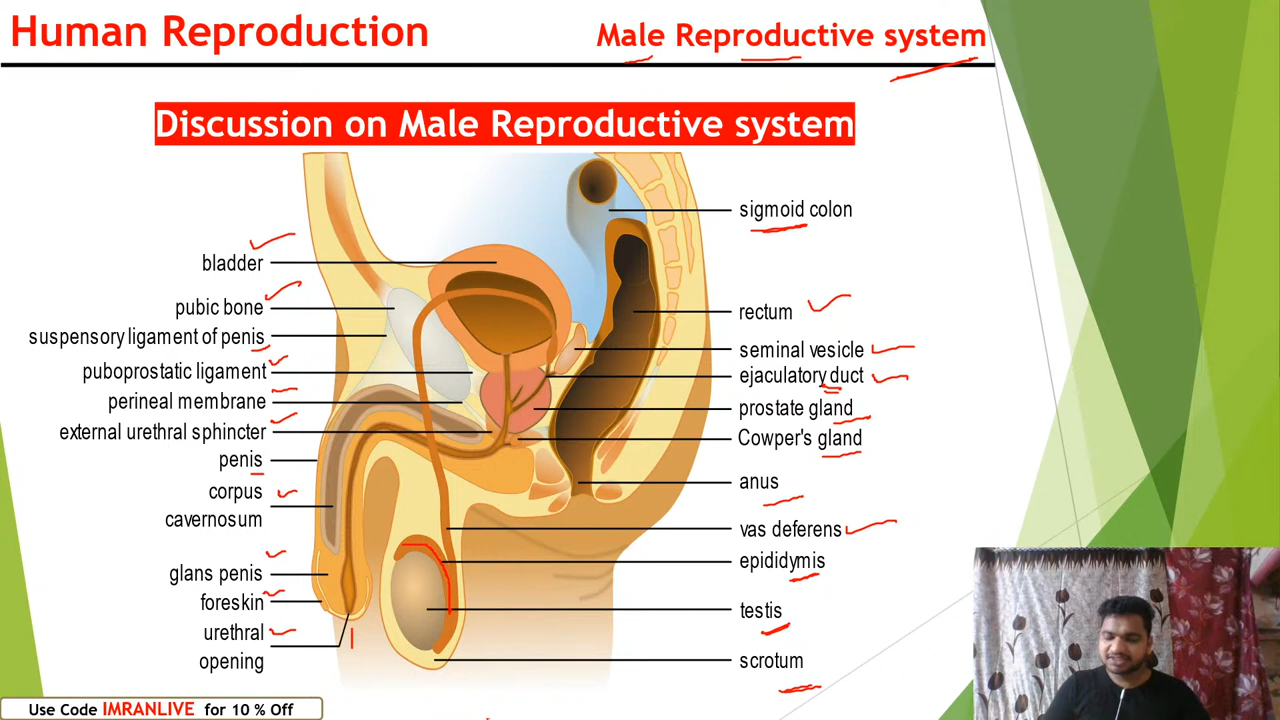 Human Reproduction
Male Reproductive system
Discussion on Male Reproductive system
bladder
pubic bone
suspensory ligament of penis
puboprostatic ligament
perineal membrane
external urethral sphincter
penis
corpus
cavernosum
glans penis
foreskin
urethral
opening
sigmoid colon
rectum
seminal vesicle
ejaculatory duct
prostate gland
Cowper's gland
anus
vas deferens
epididymis
testis
scrotum
Use Code IMRANLIVE for 10 % Off